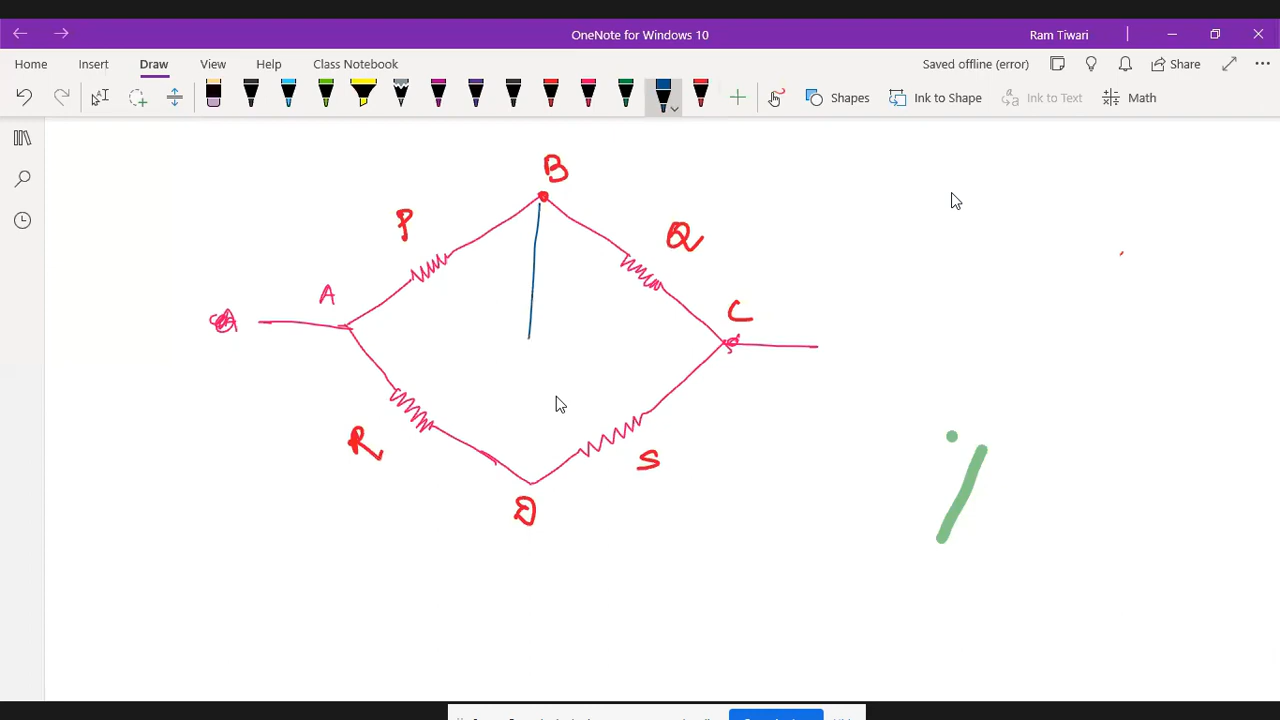 OneNote for Windows 10
Ram Tiwari
Home Insert Draw View Help Class Notebook
Saved offline (error) Share
Shapes Ink to Shape Ink to Text Math
B
P
Q
A
C
A
R
S
D